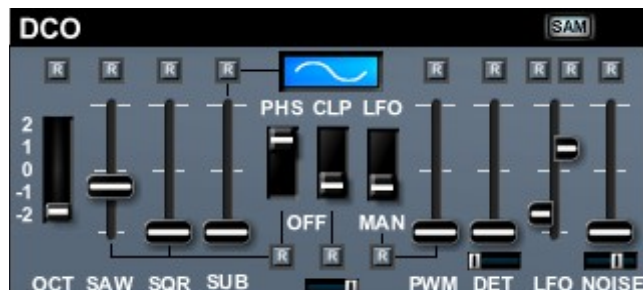 DCO SAM
R R R R R R R R R
PHS CLP LFO
2
1
0
-1
-2
OFF MAN
R R R
OCT SAW SQR SUB PWM DET LFO NOISE